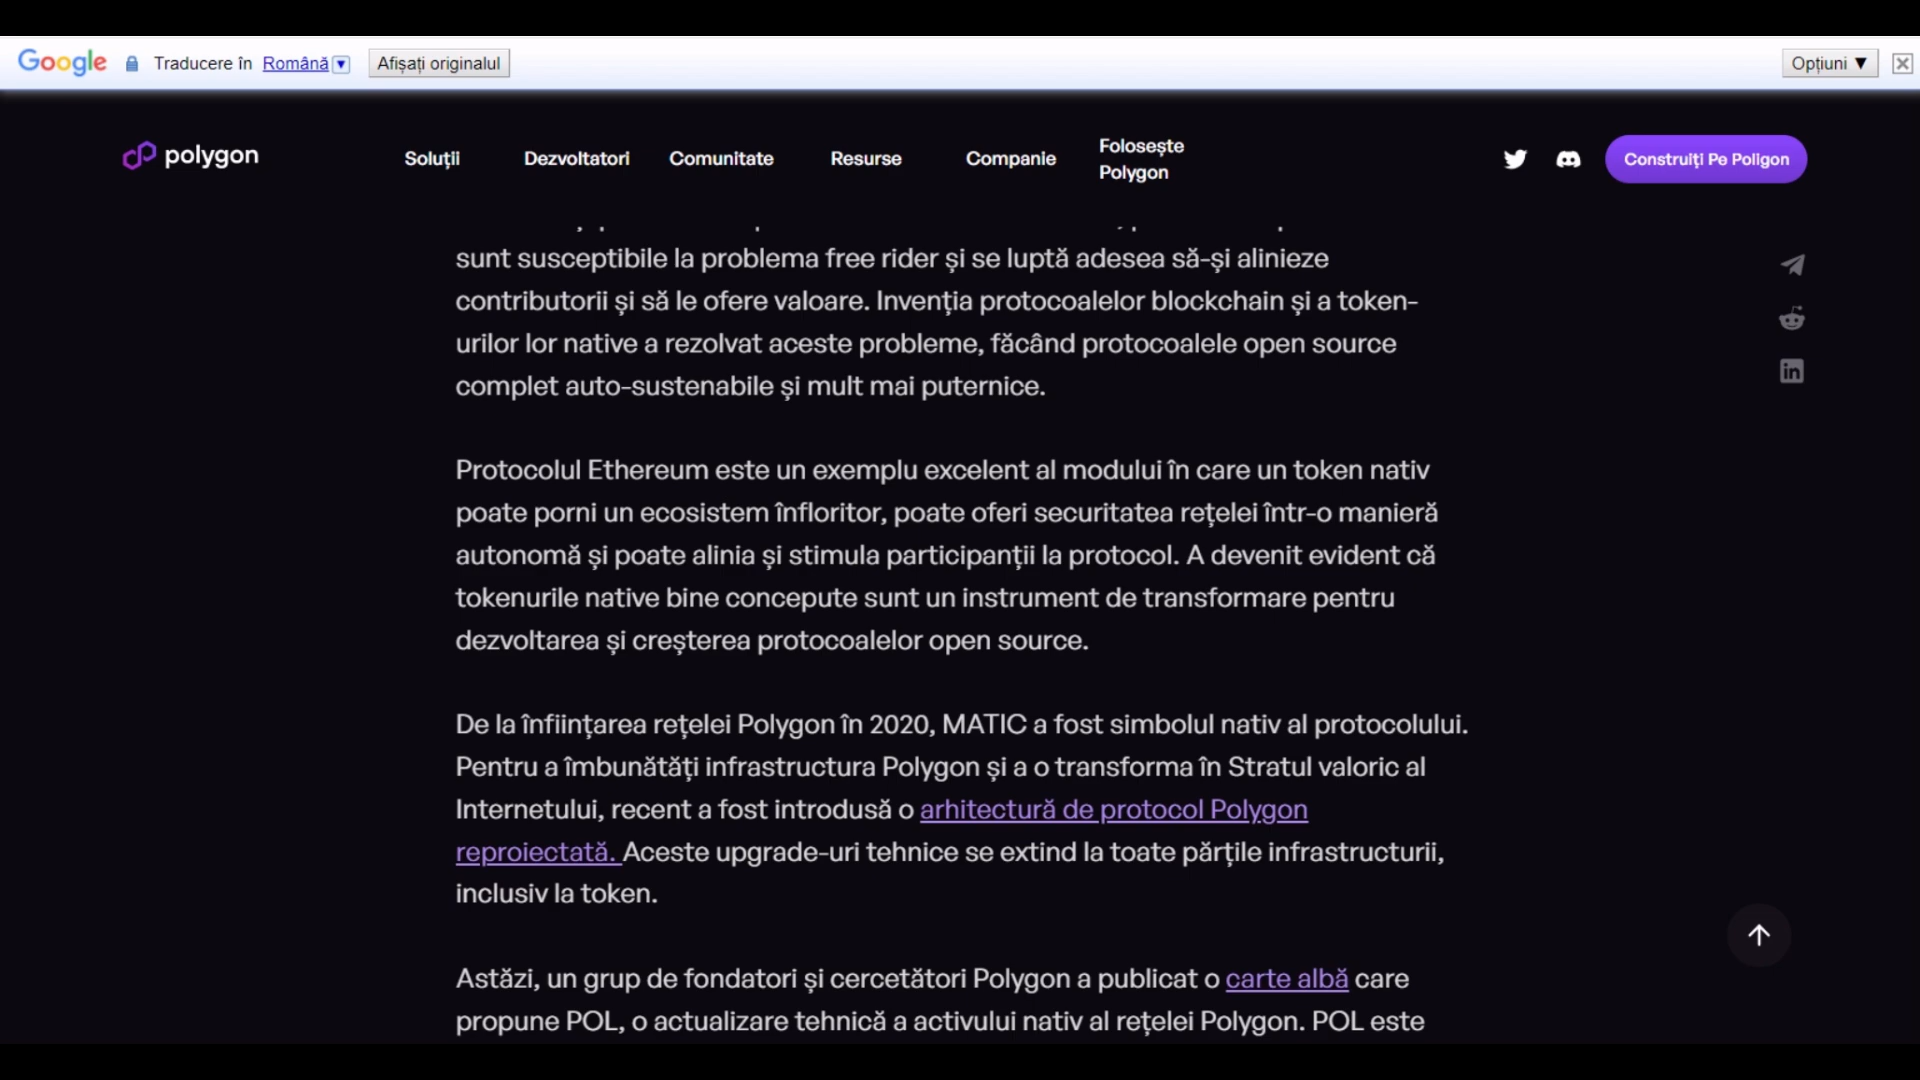 Google Traducere în Română Afișați originalul Opțiuni ▼
polygon Soluții Dezvoltatori Comunitate Resurse Companie Folosește Polygon Construiți Pe Poligon
sunt susceptibile la problema free rider și se luptă adesea să-și alinieze
contributorii și să le ofere valoare. Invenția protocoalelor blockchain și a token-
urilor lor native a rezolvat aceste probleme, făcând protocoalele open source
complet auto-sustenabile și mult mai puternice.
Protocolul Ethereum este un exemplu excelent al modului în care un token nativ
poate porni un ecosistem înfloritor, poate oferi securitatea rețelei într-o manieră
autonomă și poate alinia și stimula participanții la protocol. A devenit evident că
tokenurile native bine concepute sunt un instrument de transformare pentru
dezvoltarea și creșterea protocoalelor open source.
De la înființarea rețelei Polygon în 2020, MATIC a fost simbolul nativ al protocolului.
Pentru a îmbunătăți infrastructura Polygon și a o transforma în Stratul valoric al
Internetului, recent a fost introdusă o arhitectură de protocol Polygon
reproiectată. Aceste upgrade-uri tehnice se extind la toate părțile infrastructurii,
inclusiv la token.
Astăzi, un grup de fondatori și cercetători Polygon a publicat o carte albă care
propune POL, o actualizare tehnică a activului nativ al rețelei Polygon. POL este